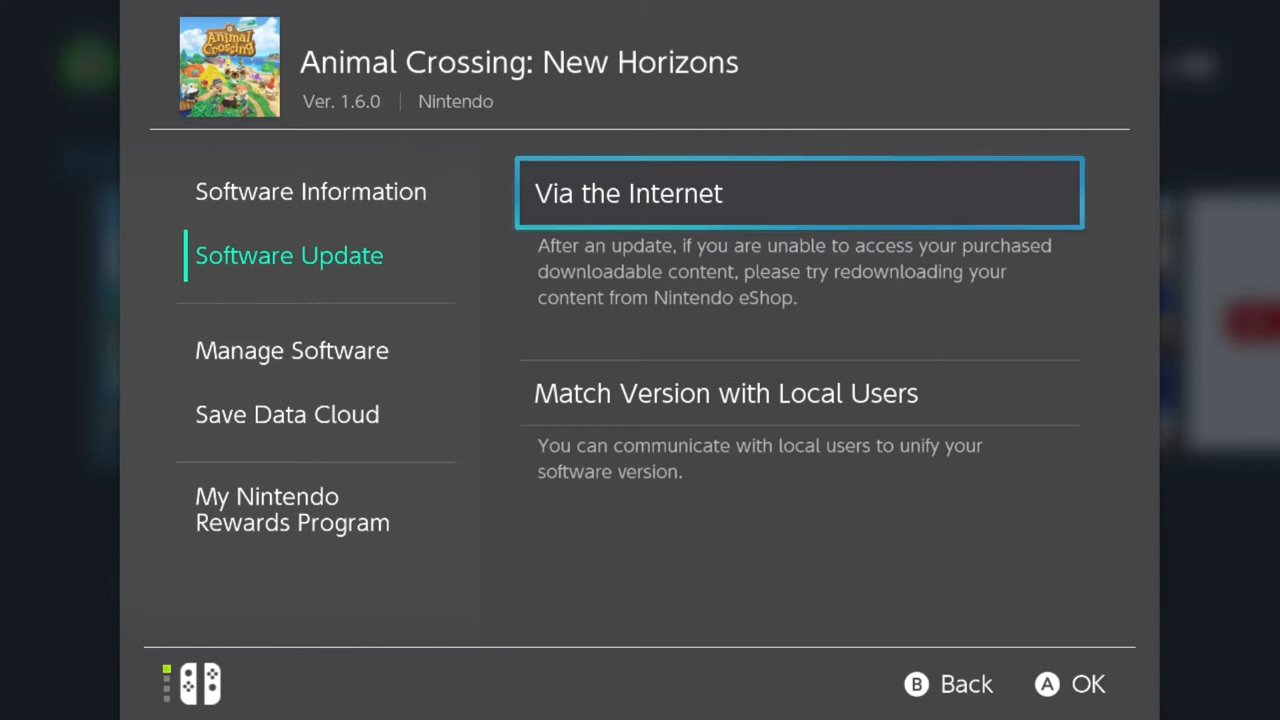 Animal Crossing
Animal Crossing: New Horizons
Ver. 1.6.0 | Nintendo
Software Information
Software Update
Manage Software
Save Data Cloud
My Nintendo
Rewards Program
Via the Internet
After an update, if you are unable to access your purchased
downloadable content, please try redownloading your
content from Nintendo eShop.
Match Version with Local Users
You can communicate with local users to unify your
software version.
B Back
A OK